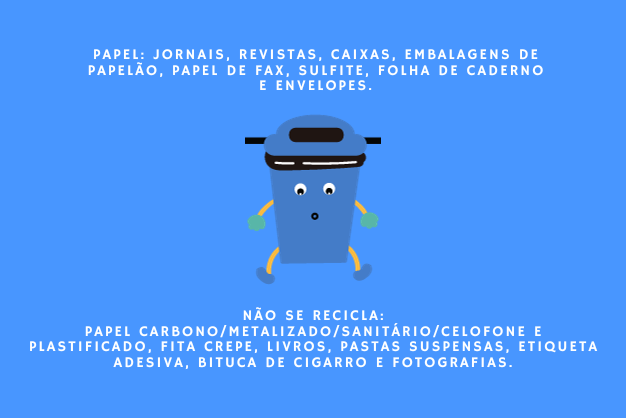 PAPEL: JORNAIS, REVISTAS, CAIXAS, EMBALAGENS DE
PAPELÃO, PAPEL DE FAX, SULFITE, FOLHA DE CADERNO
E ENVELOPES.
NÃO SE RECICLA:
PAPEL CARBONO/METALIZADO/SANITÁRIO/CELOFONE E
PLASTIFICADO, FITA CREPE, LIVROS, PASTAS SUSPENSAS, ETIQUETA
ADESIVA, BITUCA DE CIGARRO E FOTOGRAFIAS.